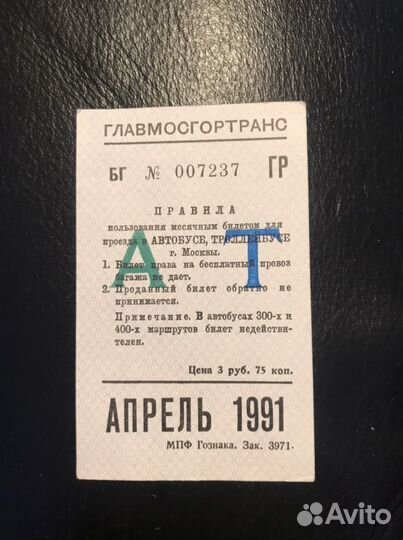 ГЛАВМОСГОРТРАНС
БГ № 007237 ГР
ПРАВИЛА
пользования месячным билетом для
проезда в АВТОБУСЕ, ТРОЛЛЕЙБУСЕ
г. Москвы.
А Т
1. Билет права на бесплатный провоз
багажа не дает.
2. Проданный билет обратно не
принимается.
Примечание. В автобусах 300-х и
400-х маршрутов билет недействи-
телен.
Цена 3 руб. 75 коп.
АПРЕЛЬ 1991
МПФ Гознака. Зак. 3971.
Avito